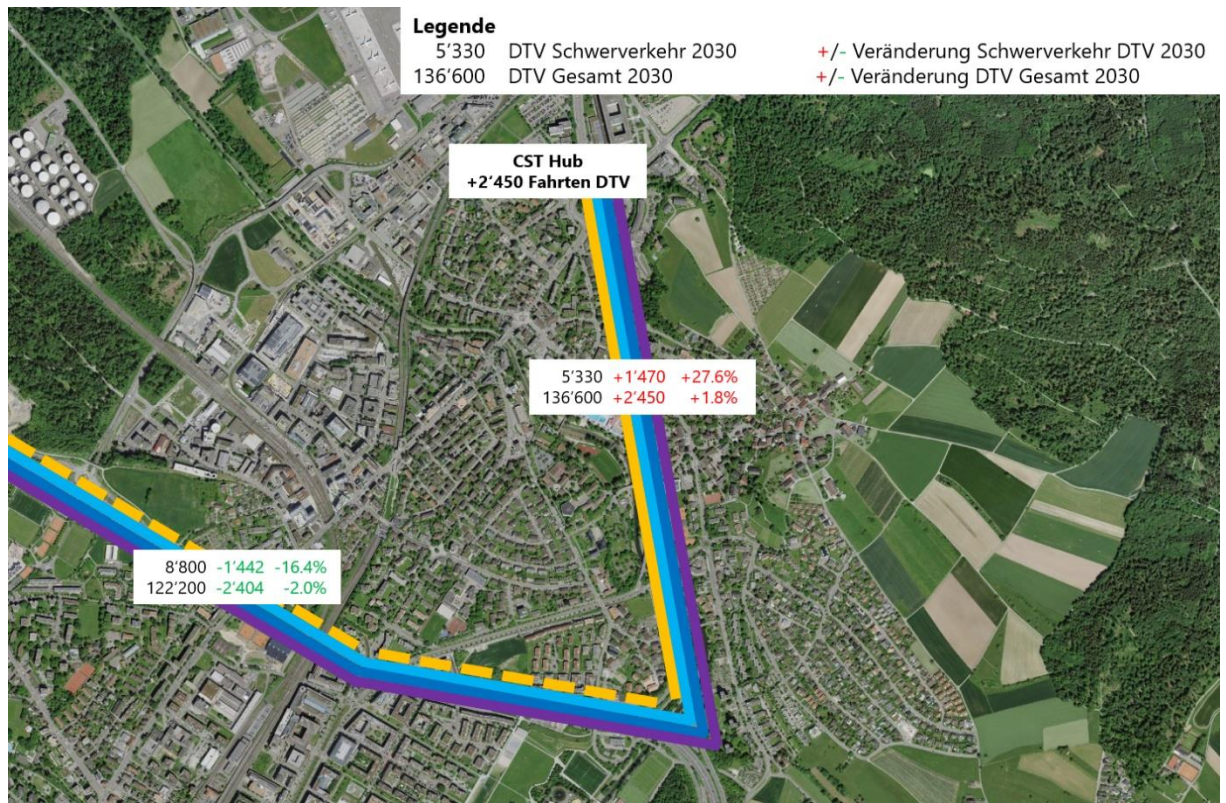 Legende
5'330 DTV Schwerverkehr 2030 +/- Veränderung Schwerverkehr DTV 2030
136'600 DTV Gesamt 2030 +/- Veränderung DTV Gesamt 2030
CST Hub
+2'450 Fahrten DTV
5'330 +1'470 +27.6%
136'600 +2'450 +1.8%
8'800 -1'442 -16.4%
122'200 -2'404 -2.0%